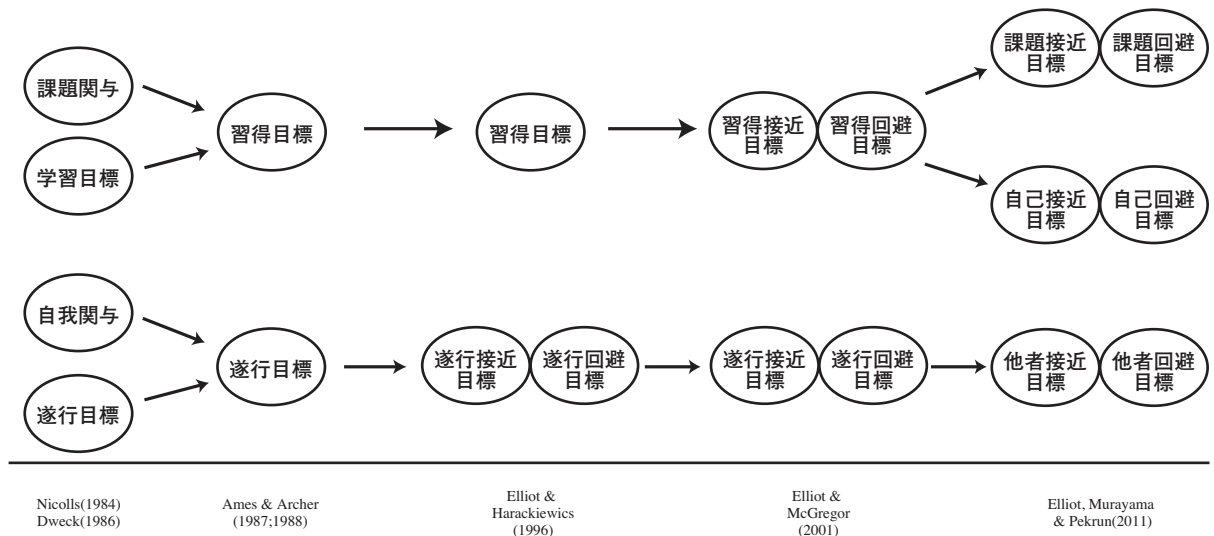 課題関与
学習目標
習得目標
習得目標
習得接近
目標
習得回避
目標
課題接近
目標
課題回避
目標
自己接近
目標
自己回避
目標
自我関与
遂行目標
遂行目標
遂行接近
目標
遂行回避
目標
遂行接近
目標
遂行回避
目標
他者接近
目標
他者回避
目標
Nicolls(1984)
Dweck(1986)
Ames & Archer
(1987;1988)
Elliot &
Harackiewics
(1996)
Elliot &
McGregor
(2001)
Elliot, Murayama
& Pekrun(2011)